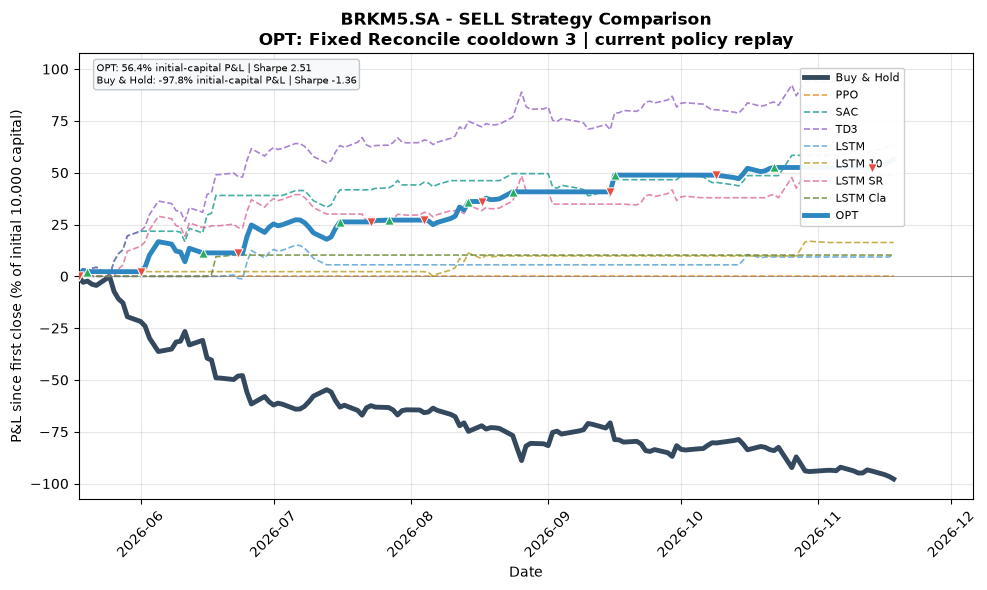 BRKM5.SA - SELL Strategy Comparison
OPT: Fixed Reconcile cooldown 3 | current policy replay
OPT: 56.4% initial-capital P&L | Sharpe 2.51
Buy & Hold: -97.8% initial-capital P&L | Sharpe -1.36
Buy & Hold
PPO
SAC
TD3
LSTM
LSTM 10
LSTM SR
LSTM Cla
OPT
P&L since first close (% of initial 10,000 capital)
100
75
50
25
0
−25
−50
−75
−100
2026-06
2026-07
2026-08
2026-09
2026-10
2026-11
2026-12
Date